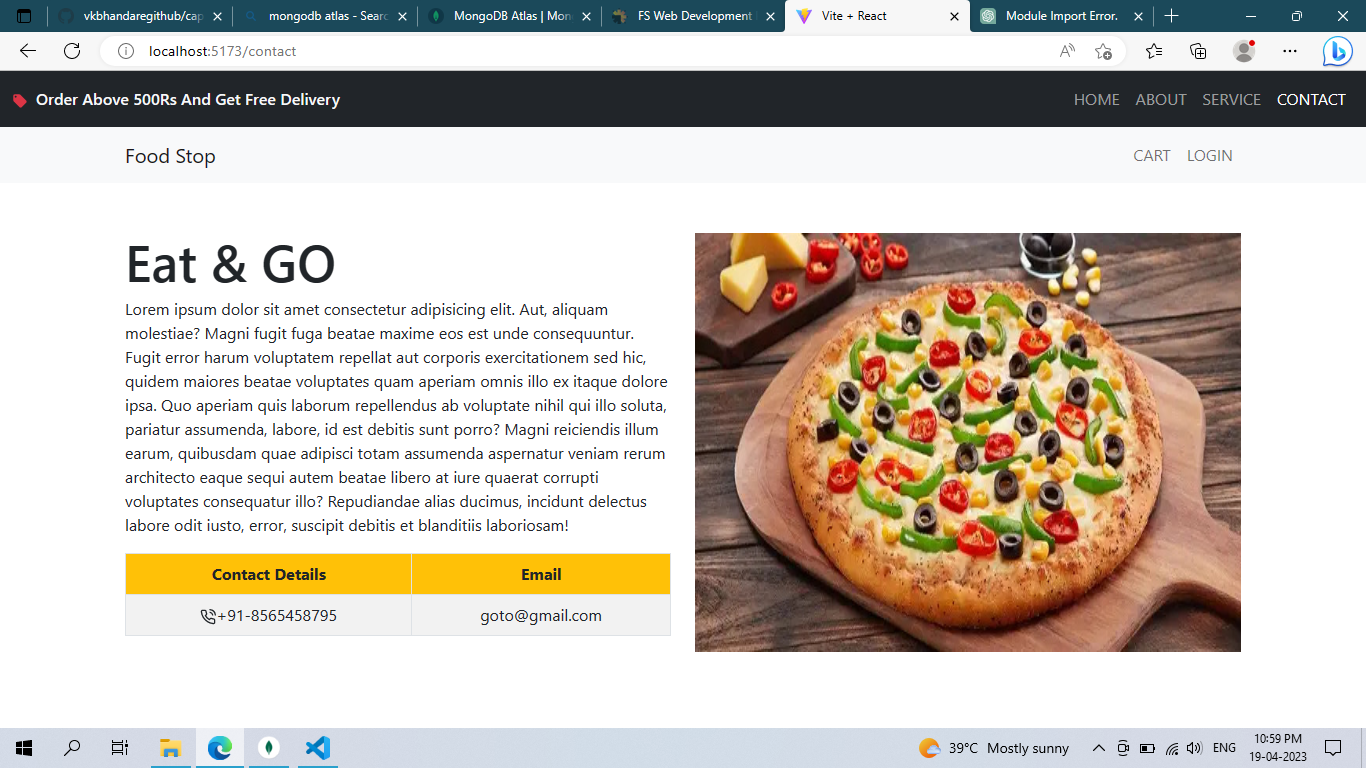 vkbhandaregithub/cap
mongodb atlas - Searc
MongoDB Atlas | Mon
FS Web Development
Vite + React
Module Import Error.
localhost:5173/contact
Order Above 500Rs And Get Free Delivery
HOME ABOUT SERVICE CONTACT
Food Stop
CART LOGIN
Eat & GO
Lorem ipsum dolor sit amet consectetur adipisicing elit. Aut, aliquam
molestiae? Magni fugit fuga beatae maxime eos est unde consequuntur.
Fugit error harum voluptatem repellat aut corporis exercitationem sed hic,
quidem maiores beatae voluptates quam aperiam omnis illo ex itaque dolore
ipsa. Quo aperiam quis laborum repellendus ab voluptate nihil qui illo soluta,
pariatur assumenda, labore, id est debitis sunt porro? Magni reiciendis illum
earum, quibusdam quae adipisci totam assumenda aspernatur veniam rerum
architecto eaque sequi autem beatae libero at iure quaerat corrupti
voluptates consequatur illo? Repudiandae alias ducimus, incidunt delectus
labore odit iusto, error, suscipit debitis et blanditiis laboriosam!
Contact Details Email
+91-8565458795 goto@gmail.com
39°C Mostly sunny
ENG
10:59 PM
19-04-2023